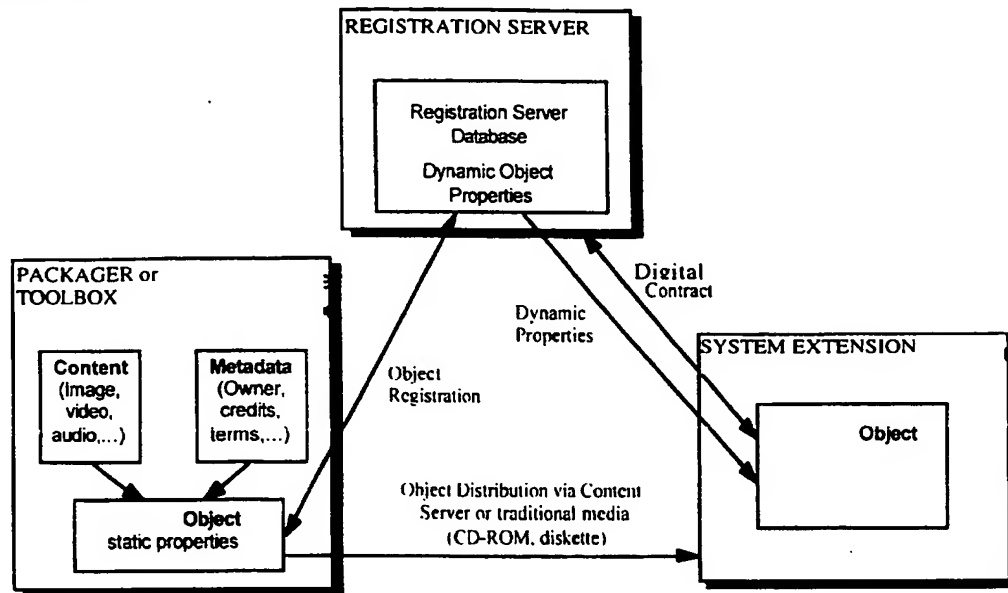 REGISTRATION SERVER
Registration Server
Database
Dynamic Object
Properties
PACKAGER or
TOOLBOX
Content
(Image,
video,
audio,...)
Metadada
(Owner,
credits,
terms,...)
Object
static properties
Object
Registration
Dynamic
Properties
Digital
Contract
SYSTEM EXTENSION
Object
Object Distribution via Content
Server or traditional media
(CD-ROM, diskette)